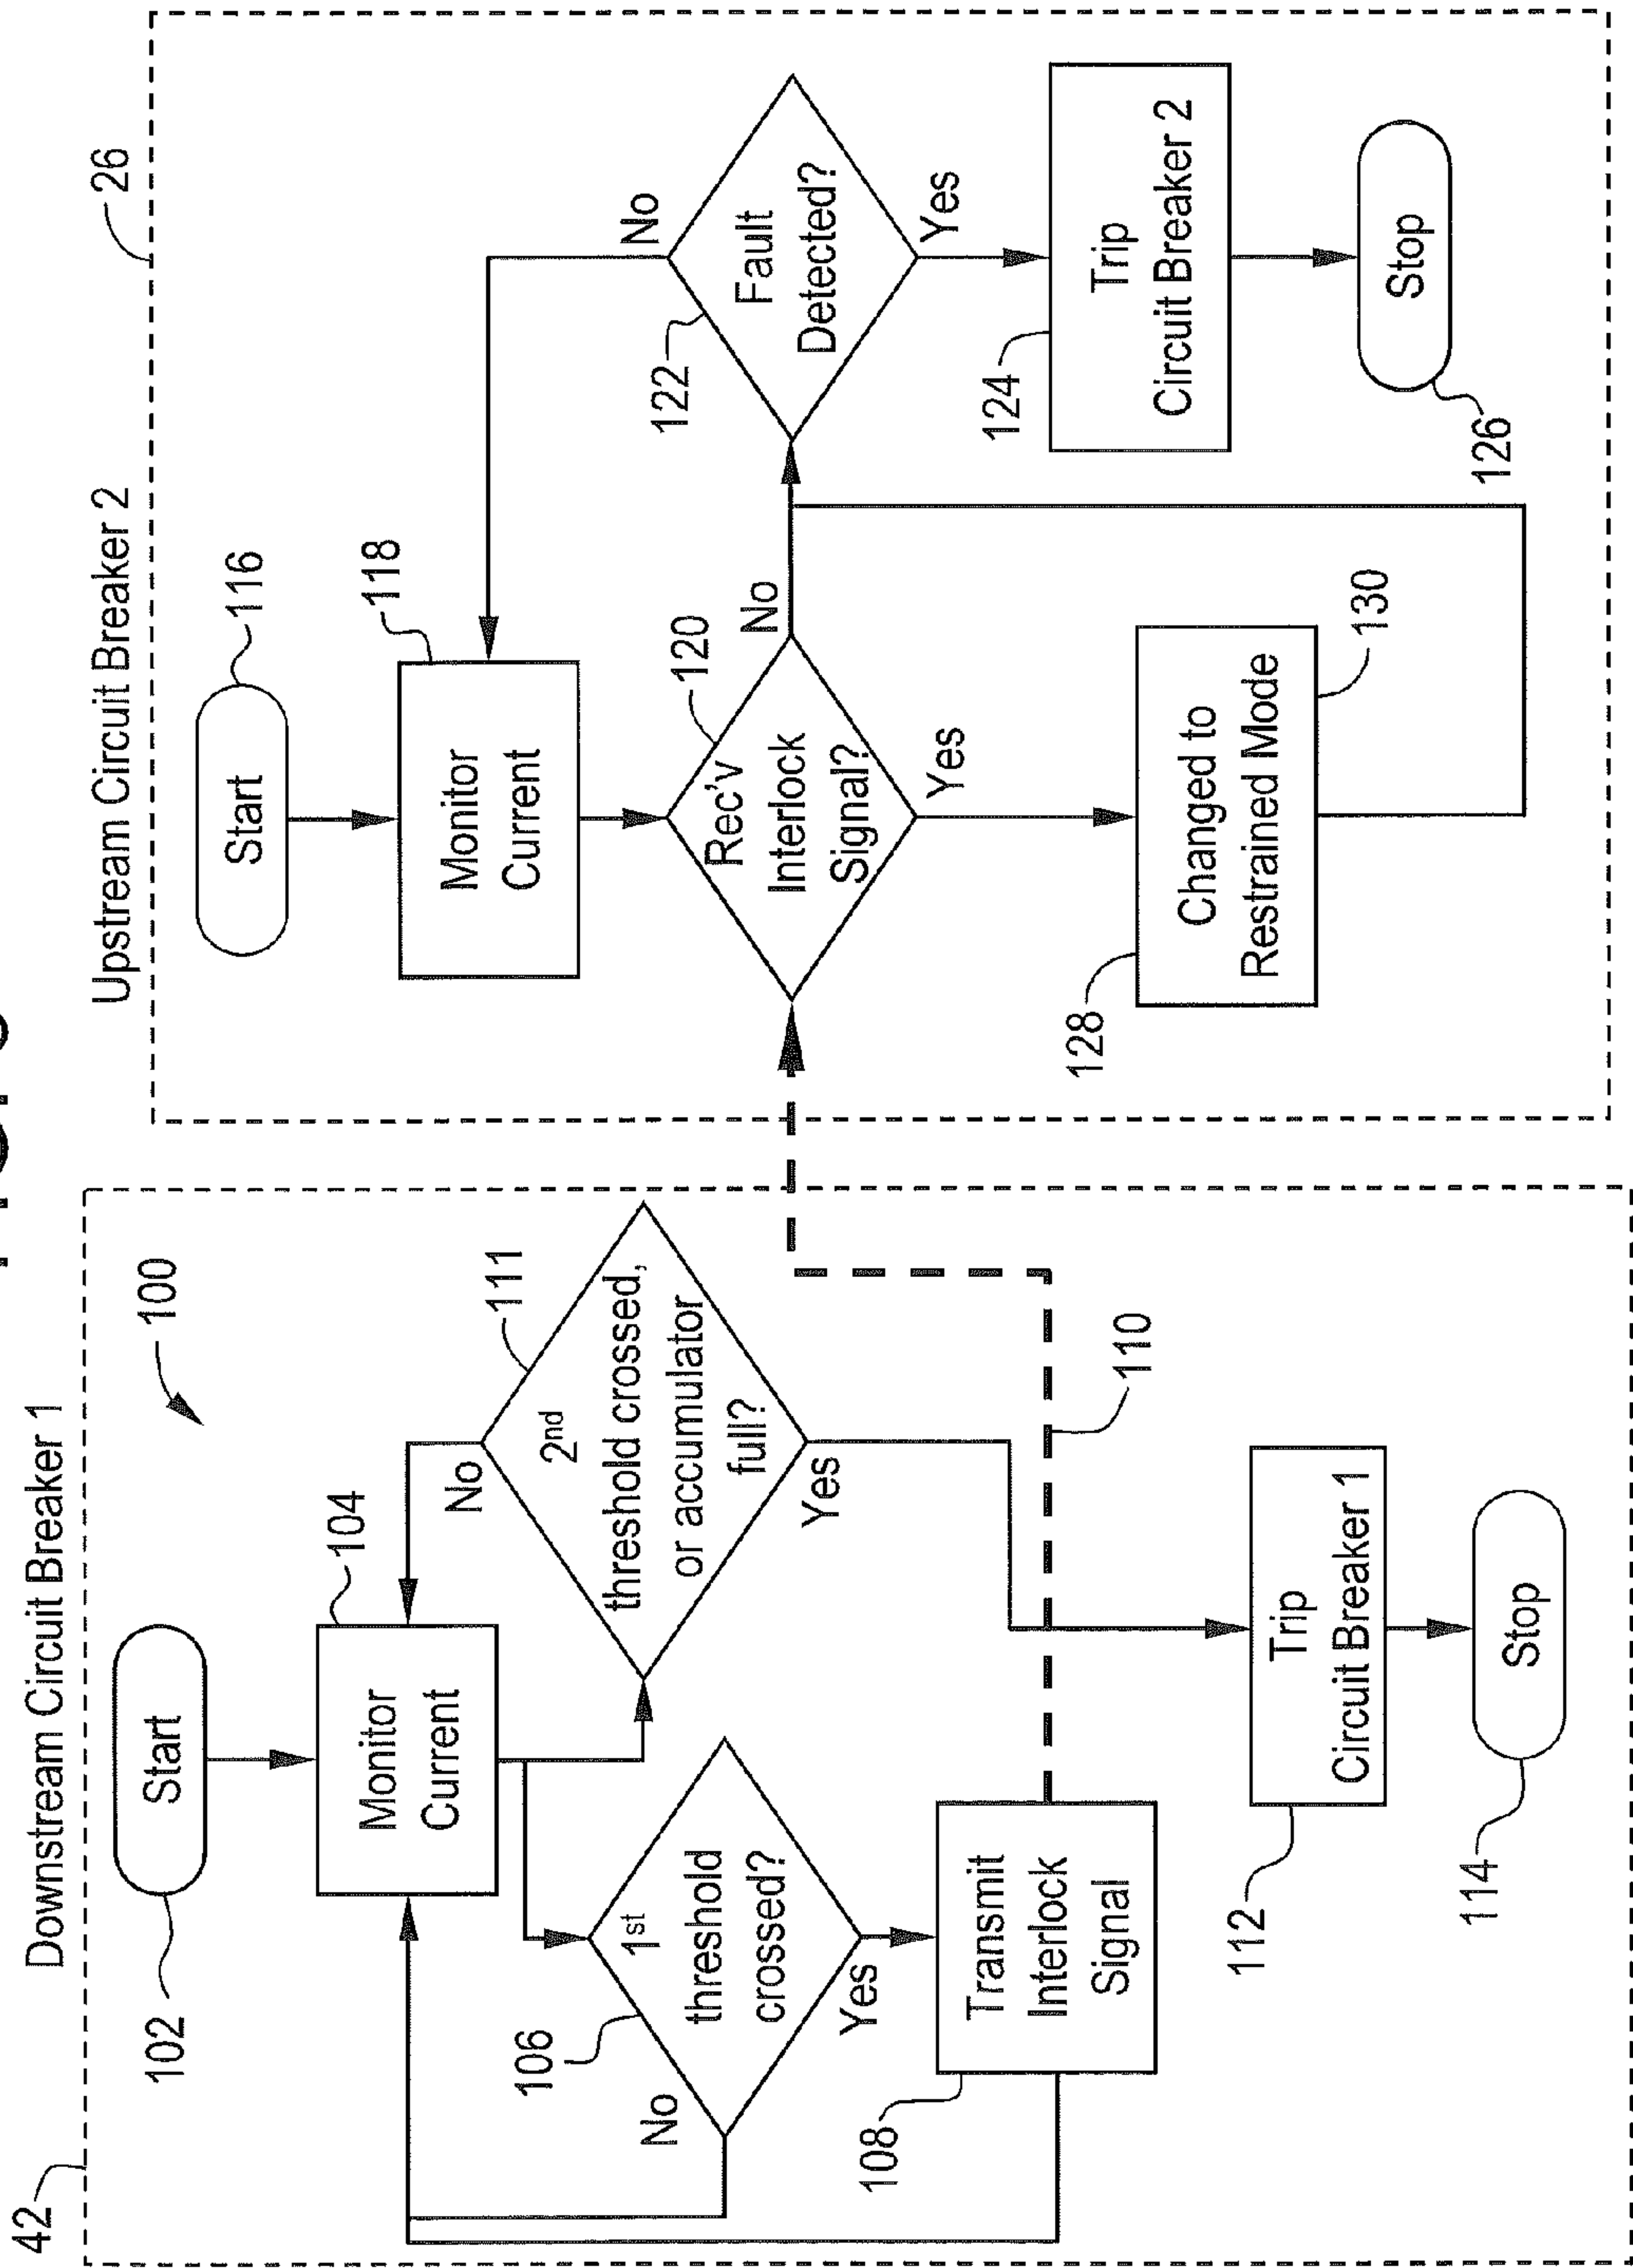 Downstream Circuit Breaker 1
42
100
102
Start
104
Monitor
Current
106
1st
threshold
crossed?
No
Yes
111
2nd
threshold crossed,
or accumulator
full?
No
Yes
108
Transmit
Interlock
Signal
110
112
Trip
Circuit Breaker 1
114
Stop
Upstream Circuit Breaker 2
26
116
Start
118
Monitor
Current
120
Rec'v
Interlock
Signal?
No
Yes
122
Fault
Detected?
No
Yes
124
Trip
Circuit Breaker 2
126
Stop
128
Changed to
Restrained Mode
130